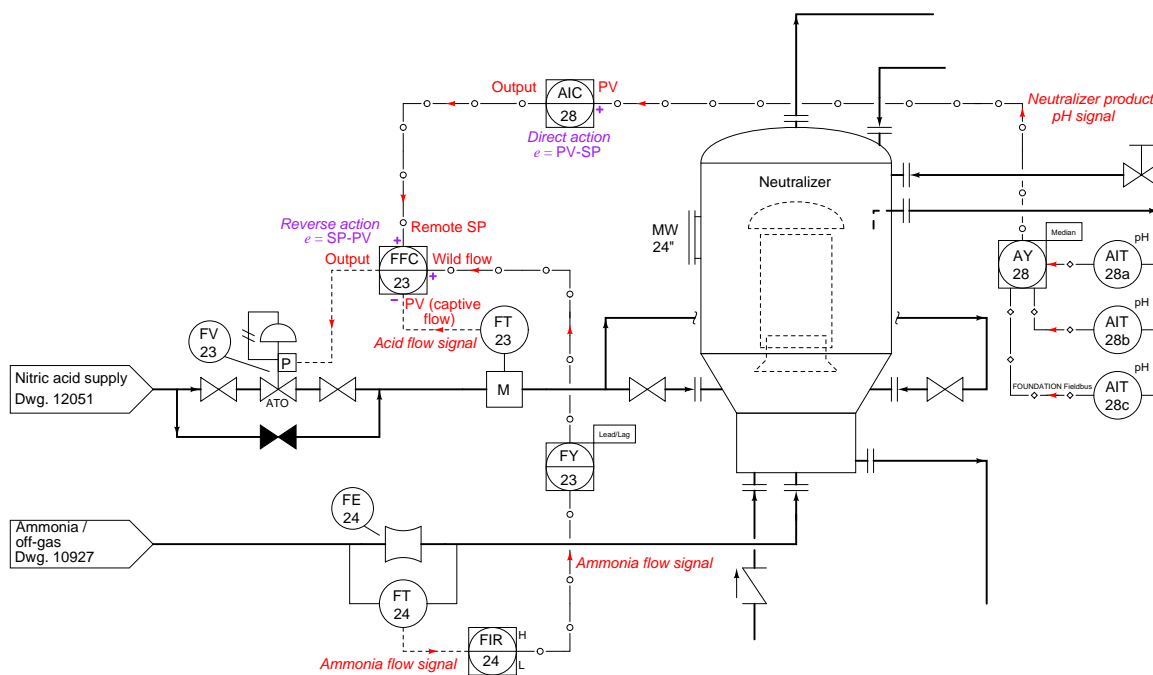 Output
PV
AIC
28
+
Direct action
e = PV-SP
Neutralizer product
pH signal
Neutralizer
MW
24"
Reverse action
e = SP-PV
+
Remote SP
Output
FFC
23
Wild flow
+
-
PV (captive
flow)
Acid flow signal
FT
23
Median
AY
28
pH
AIT
28a
pH
AIT
28b
pH
AIT
28c
FOUNDATION Fieldbus
FV
23
P
ATO
M
Nitric acid supply
Dwg. 12051
Lead/Lag
FY
23
FE
24
Ammonia /
off-gas
Dwg. 10927
Ammonia flow signal
FT
24
FIR
24
H
L
Ammonia flow signal